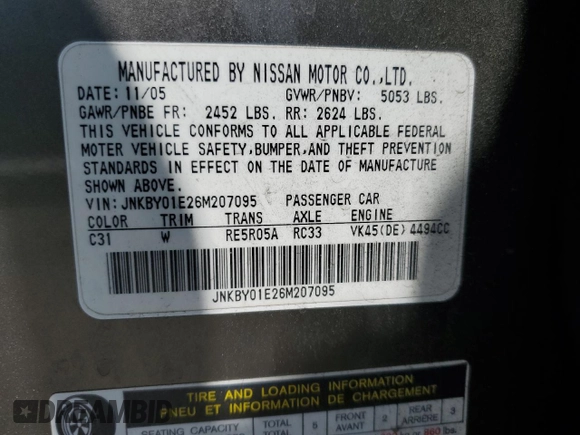 MANUFACTURED BY NISSAN MOTOR CO.,LTD.
DATE: 11/05 GVWR/PNBV: 5053 LBS.
GAWR/PNBE FR: 2452 LBS. RR: 2624 LBS.
THIS VEHICLE CONFORMS TO ALL APPLICABLE FEDERAL
MOTER VEHICLE SAFETY,BUMPER,AND THEFT PREVENTION
STANDARDS IN EFFECT ON THE DATE OF MANUFACTURE
SHOWN ABOVE.
VIN: JNKBY01E26M207095 PASSENGER CAR
COLOR TRIM TRANS AXLE ENGINE
C31 W RE5R05A RC33 VK45(DE) 4494CC
JNKBY01E26M207095
TIRE AND LOADING INFORMATION
PNEU ET INFORMATION DE CHARGEMENT
SEATING CAPACITY TOTAL 5 FRONT AVANT 2 REAR ARRIÈRE 3
860 lbs.
DREAMBID